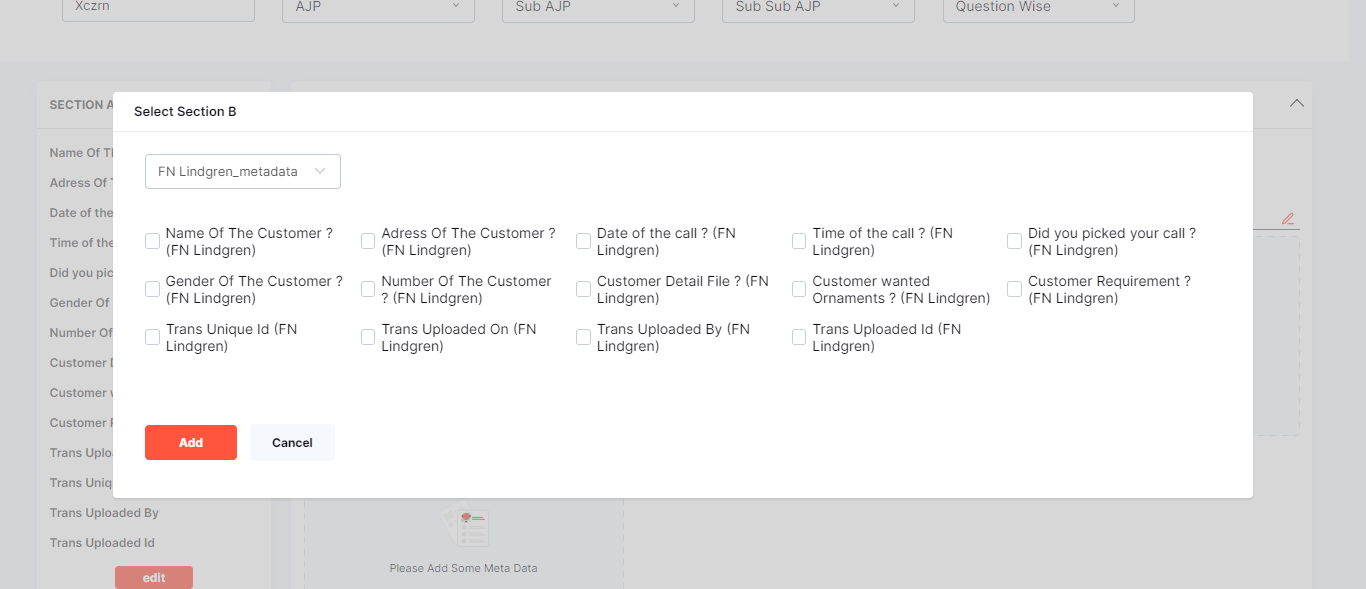 Xczrn
AJP
Sub AJP
Sub Sub AJP
Question Wise
SECTION A
Select Section B
FN Lindgren_metadata
Name Of The Customer ?
(FN Lindgren)
Adress Of The Customer ?
(FN Lindgren)
Date of the call ? (FN
Lindgren)
Time of the call ? (FN
Lindgren)
Did you picked your call ?
(FN Lindgren)
Gender Of The Customer ?
(FN Lindgren)
Number Of The Customer
? (FN Lindgren)
Customer Detail File ? (FN
Lindgren)
Customer wanted
Ornaments ? (FN Lindgren)
Customer Requirement ?
(FN Lindgren)
Trans Unique Id (FN
Lindgren)
Trans Uploaded On (FN
Lindgren)
Trans Uploaded By (FN
Lindgren)
Trans Uploaded Id (FN
Lindgren)
Add
Cancel
Name Of
Adress Of
Date of the
Time of the
Did you
Gender Of
Number Of
Customer
Customer
Customer
Trans
Trans
Trans Uploaded By
Trans Uploaded Id
edit
Please Add Some Meta Data